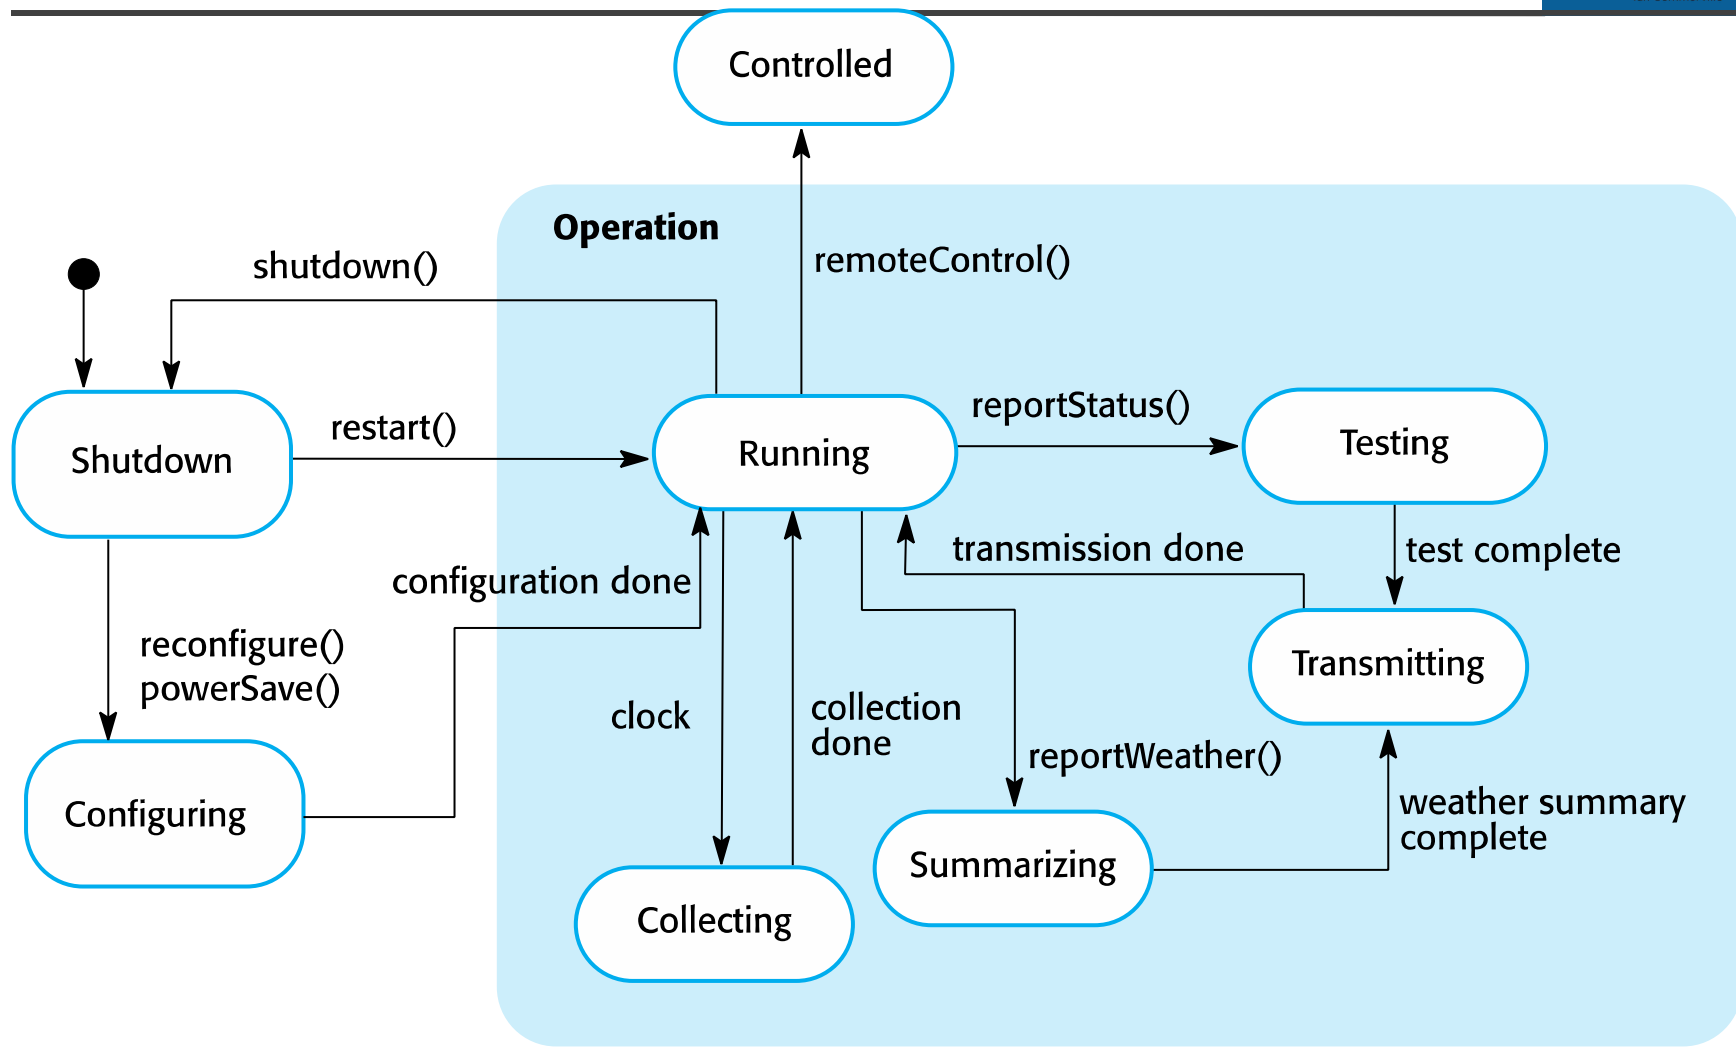 Controlled
Operation
shutdown()
remoteControl()
reportStatus()
restart()
Testing
Running
Shutdown
transmission done
test complete
configuration done
reconfigure()
powerSave()
Transmitting
clock
collection
done
reportWeather()
weather summary
complete
Configuring
Summarizing
Collecting